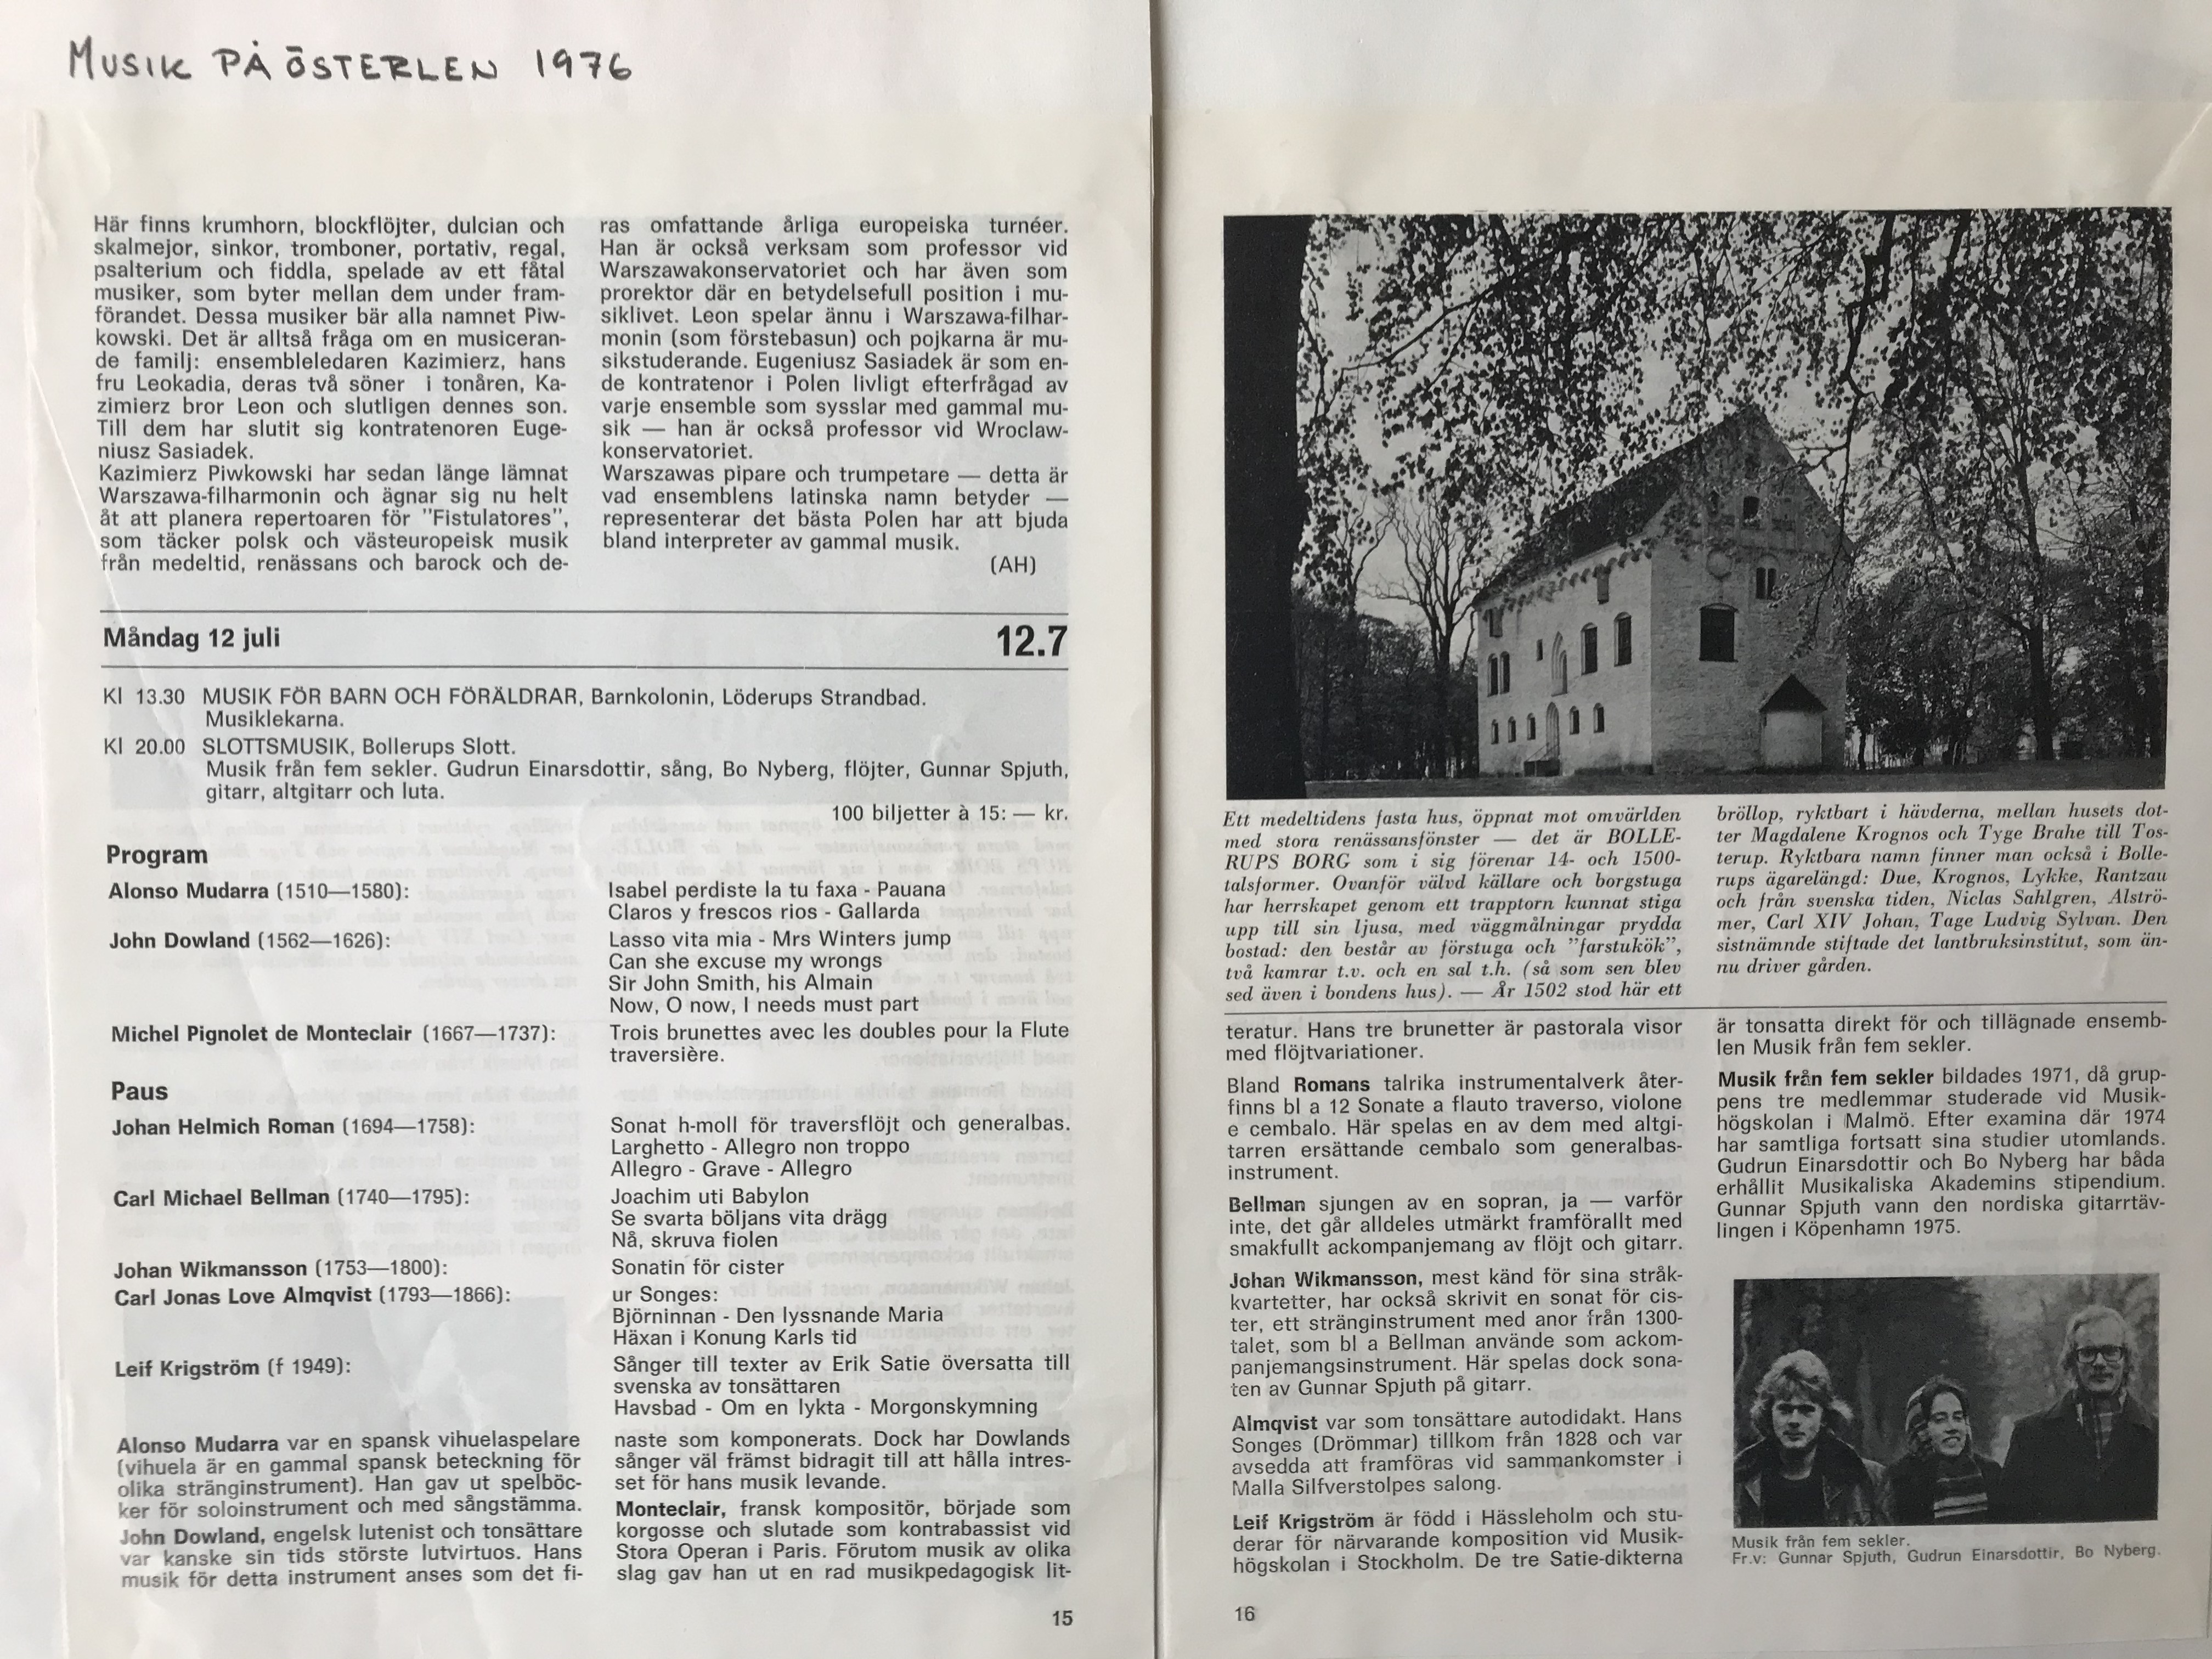 MUSIK PÅ ÖSTERLEN 1976
Här finns krumhorn, blockflöjter, dulcian och
skalmejor, sinkor, tromboner, portativ, regal,
psalterium och fiddla, spelade av ett fåtal
musiker, som byter mellan dem under fram-
förandet. Dessa musiker bär alla namnet Piw-
kowski. Det är alltså fråga om en musiceran-
de familj: ensembleledaren Kazimierz, hans
fru Leokadia, deras två söner i tonåren, Ka-
zimierz bror Leon och slutligen dennes son.
Till dem har slutit sig kontratenoren Euge-
niusz Sasiadek.
Kazimierz Piwkowski har sedan länge lämnat
Warszawa-filharmonin och ägnar sig nu helt
åt att planera repertoaren för "Fistulatores",
som täcker polsk och västeuropeisk musik
från medeltid, renässans och barock och de-
ras omfattande årliga europeiska turnéer.
Han är också verksam som professor vid
Warszawakonservatoriet och har även som
prorektor där en betydelsefull position i mu-
siklivet. Leon spelar ännu i Warszawa-filhar-
monin (som förstebasun) och pojkarna är mu-
sikstuderande. Eugeniusz Sasiadek är som en-
de kontratenor i Polen livligt efterfrågad av
varje ensemble som sysslar med gammal mu-
sik — han är också professor vid Wroclaw-
konservatoriet.
Warszawas pipare och trumpetare — detta är
vad ensemblens latinska namn betyder —
representerar det bästa Polen har att bjuda
bland interpreter av gammal musik.
(AH)
Måndag 12 juli 12.7
Kl 13.30 MUSIK FÖR BARN OCH FÖRÄLDRAR, Barnkolonin, Löderups Strandbad.
Musiklekarna.
Kl 20.00 SLOTTSMUSIK, Bollerups Slott.
Musik från fem sekler. Gudrun Einarsdottir, sång, Bo Nyberg, flöjter, Gunnar Spjuth,
gitarr, altgitarr och luta.
100 biljetter à 15: — kr.
Program
Alonso Mudarra (1510—1580): Isabel perdiste la tu faxa - Pauana
Claros y frescos rios - Gallarda
John Dowland (1562—1626): Lasso vita mia - Mrs Winters jump
Can she excuse my wrongs
Sir John Smith, his Almain
Now, O now, I needs must part
Michel Pignolet de Monteclair (1667—1737): Trois brunettes avec les doubles pour la Flute
traversière.
Paus
Johan Helmich Roman (1694—1758): Sonat h-moll för traversflöjt och generalbas.
Larghetto - Allegro non troppo
Allegro - Grave - Allegro
Carl Michael Bellman (1740—1795): Joachim uti Babylon
Se svarta böljans vita drägg
Nå, skruva fiolen
Johan Wikmansson (1753—1800): Sonatin för cister
Carl Jonas Love Almqvist (1793—1866): ur Songes:
Björninnan - Den lyssnande Maria
Häxan i Konung Karls tid
Leif Krigström (f 1949): Sånger till texter av Erik Satie översatta till
svenska av tonsättaren
Havsbad - Om en lykta - Morgonskymning
Alonso Mudarra var en spansk vihuelaspelare
(vihuela är en gammal spansk beteckning för
olika stränginstrument). Han gav ut spelböc-
ker för soloinstrument och med sångstämma.
John Dowland, engelsk lutenist och tonsättare
var kanske sin tids störste lutvirtuos. Hans
musik för detta instrument anses som det fi-
naste som komponerats. Dock har Dowlands
sånger väl främst bidragit till att hålla intres-
set för hans musik levande.
Monteclair, fransk kompositör, började som
korgosse och slutade som kontrabassist vid
Stora Operan i Paris. Förutom musik av olika
slag gav han ut en rad musikpedagogisk lit-
15
Ett medeltidens fasta hus, öppnat mot omvärlden
med stora renässansfönster — det är BOLLE-
RUPS BORG som i sig förenar 14- och 1500-
talsformer. Ovanför välvd källare och borgstuga
har herrskapet genom ett trapptorn kunnat stiga
upp till sin ljusa, med väggmålningar prydda
bostad: den består av förstuga och "farstukök",
två kamrar t.v. och en sal t.h. (så som sen blev
sed även i bondens hus). — År 1502 stod här ett
bröllop, ryktbart i hävderna, mellan husets dot-
ter Magdalene Krognos och Tyge Brahe till Tos-
terup. Ryktbara namn finner man också i Bolle-
rups ägarelängd: Due, Krognos, Lykke, Rantzau
och från svenska tiden, Niclas Sahlgren, Alströ-
mer, Carl XIV Johan, Tage Ludvig Sylvan. Den
sistnämnde stiftade det lantbruksinstitut, som än-
nu driver gården.
teratur. Hans tre brunetter är pastorala visor
med flöjtvariationer.
Bland Romans talrika instrumentalverk åter-
finns bl a 12 Sonate a flauto traverso, violone
e cembalo. Här spelas en av dem med altgi-
tarren ersättande cembalo som generalbas-
instrument.
Bellman sjungen av en sopran, ja — varför
inte, det går alldeles utmärkt framförallt med
smakfullt ackompanjemang av flöjt och gitarr.
Johan Wikmansson, mest känd för sina stråk-
kvartetter, har också skrivit en sonat för cis-
ter, ett stränginstrument med anor från 1300-
talet, som bl a Bellman använde som ackom-
panjemangsinstrument. Här spelas dock sona-
ten av Gunnar Spjuth på gitarr.
Almqvist var som tonsättare autodidakt. Hans
Songes (Drömmar) tillkom från 1828 och var
avsedda att framföras vid sammankomster i
Malla Silfverstolpes salong.
Leif Krigström är född i Hässleholm och stu-
derar för närvarande komposition vid Musik-
högskolan i Stockholm. De tre Satie-dikterna
är tonsatta direkt för och tillägnade ensemb-
len Musik från fem sekler.
Musik från fem sekler bildades 1971, då grup-
pens tre medlemmar studerade vid Musik-
högskolan i Malmö. Efter examina där 1974
har samtliga fortsatt sina studier utomlands.
Gudrun Einarsdottir och Bo Nyberg har båda
erhållit Musikaliska Akademins stipendium.
Gunnar Spjuth vann den nordiska gitarrtäv-
lingen i Köpenhamn 1975.
Musik från fem sekler.
Fr.v: Gunnar Spjuth, Gudrun Einarsdottir, Bo Nyberg.
16